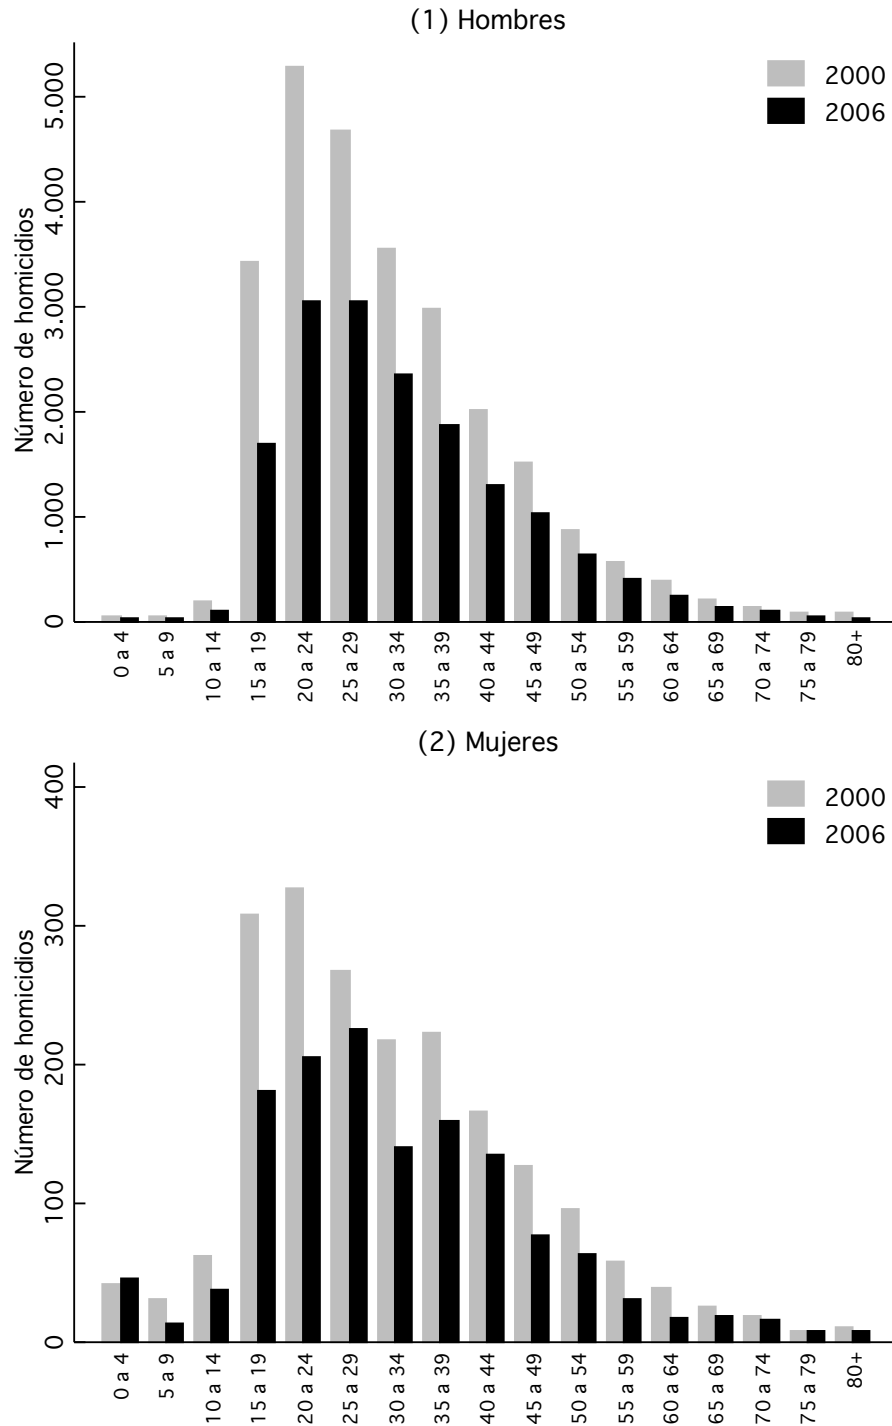 (1) Hombres
2000
2006
Número de homicidios
5.000
4.000
3.000
2.000
1.000
0
0 a 4
5 a 9
10 a 14
15 a 19
20 a 24
25 a 29
30 a 34
35 a 39
40 a 44
45 a 49
50 a 54
55 a 59
60 a 64
65 a 69
70 a 74
75 a 79
80+
(2) Mujeres
2000
2006
Número de homicidios
400
300
200
100
0
0 a 4
5 a 9
10 a 14
15 a 19
20 a 24
25 a 29
30 a 34
35 a 39
40 a 44
45 a 49
50 a 54
55 a 59
60 a 64
65 a 69
70 a 74
75 a 79
80+